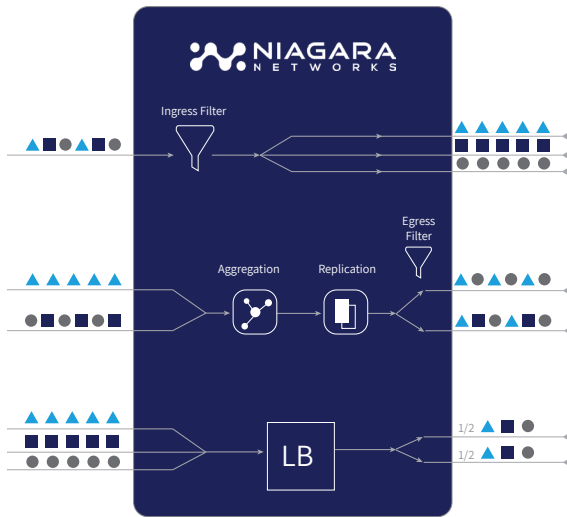 NIAGARA
NETWORKS
Ingress Filter
Egress
Filter
Aggregation
Replication
LB
1/2
1/2